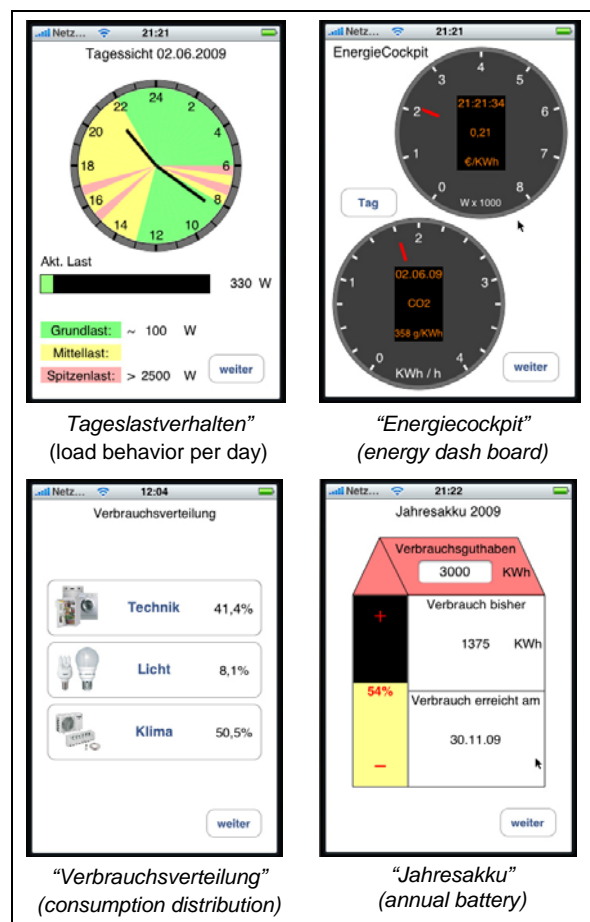 Netz... 21:21
Tagessicht 02.06.2009
24
22 2
20 4
18 6
16 8
14 10
12
Akt. Last
330 W
Grundlast: ~ 100 W
Mittellast:
Spitzenlast: > 2500 W
weiter
Tageslastverhalten”
(load behavior per day)
Netz... 21:21
EnergieCockpit
4
3 5
2 6
1 7
0 8
21:21:34
0,21
€/KWh
W x 1000
Tag
2
1 3
0 4
02.06.09
CO2
358 g/KWh
KWh / h
weiter
“Energiecockpit”
(energy dash board)
Netz... 12:04
Verbrauchsverteilung
Technik 41,4%
Licht 8,1%
Klima 50,5%
weiter
“Verbrauchsverteilung”
(consumption distribution)
Netz... 21:22
Jahresakku 2009
Verbrauchsguthaben
3000 KWh
+
Verbrauch bisher
1375 KWh
54%
Verbrauch erreicht am
30.11.09
–
weiter
“Jahresakku”
(annual battery)